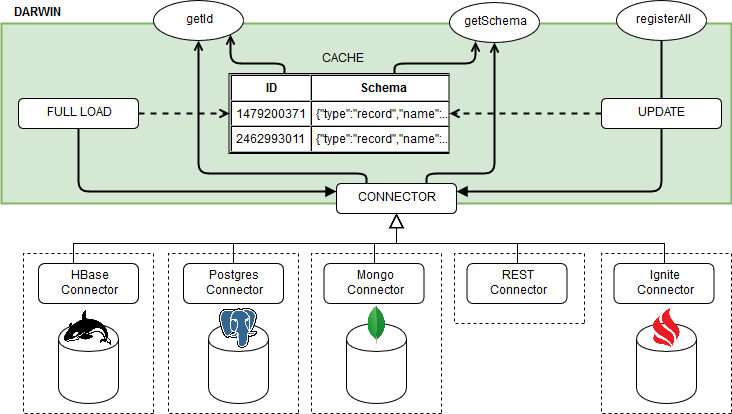 DARWIN
getId
getSchema
registerAll
CACHE
ID Schema
FULL LOAD
1479200371 {"type":"record","name":..
UPDATE
2462993011 {"type":"record","name":..
CONNECTOR
HBase
Connector
Postgres
Connector
Mongo
Connector
REST
Connector
Ignite
Connector